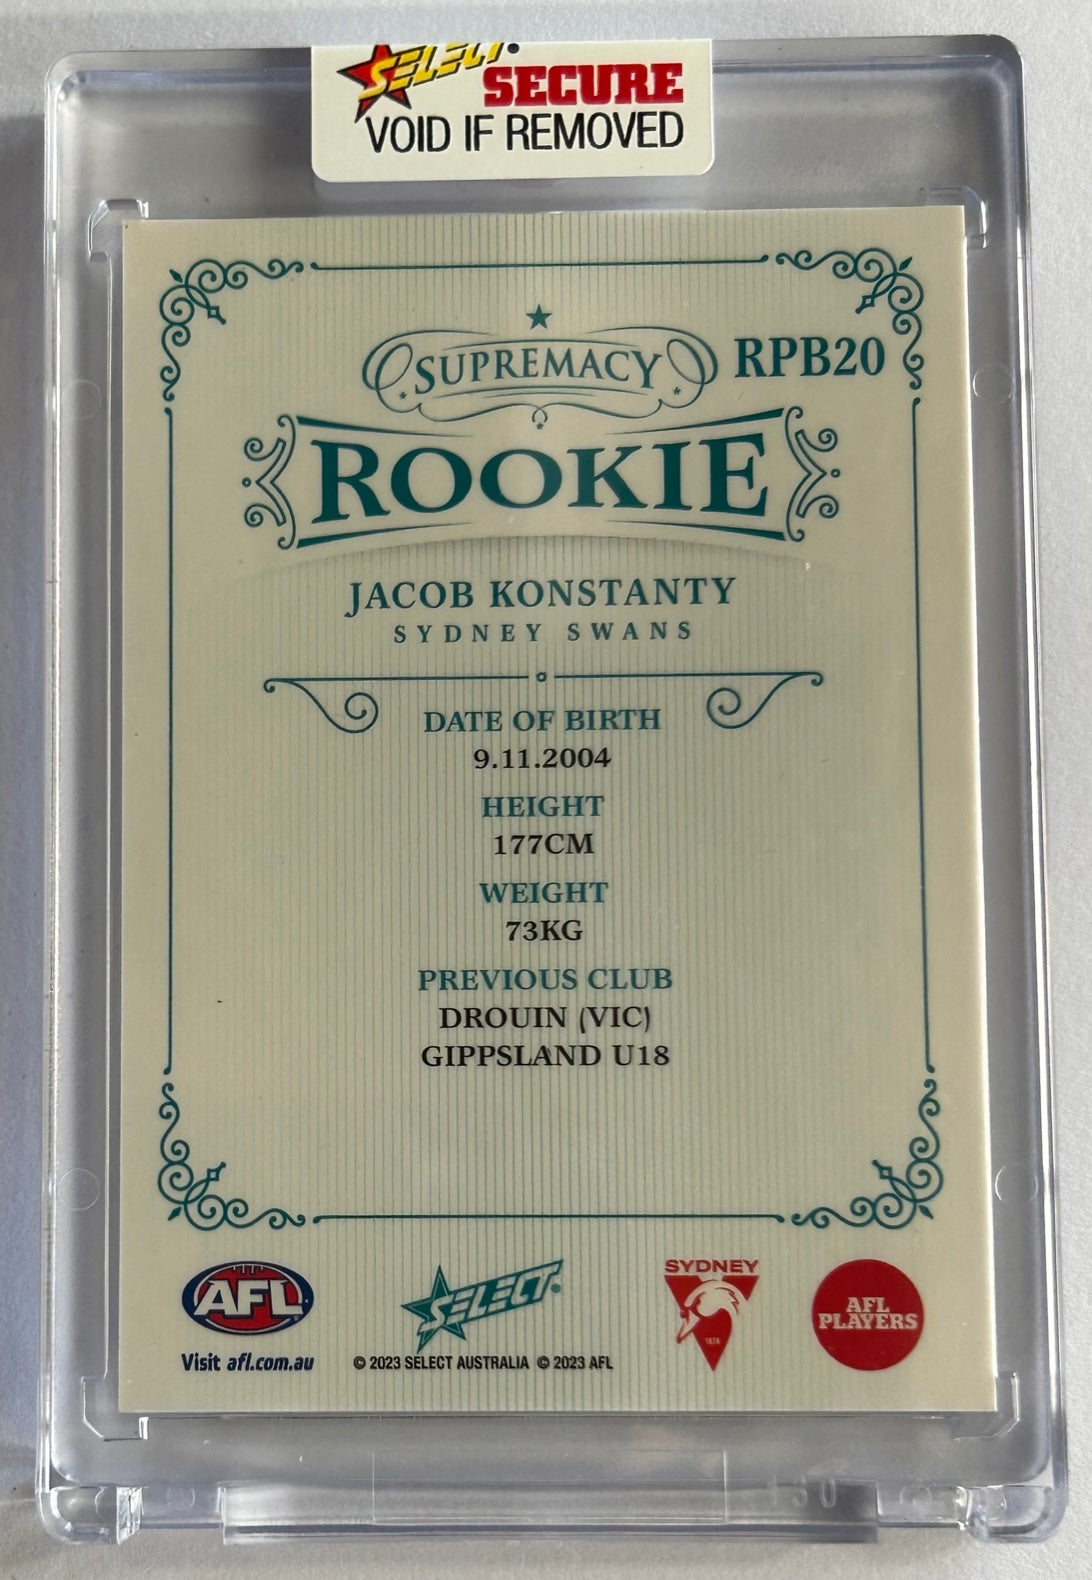 SELECT.
SECURE
VOID IF REMOVED
SUPREMACY
RPB20
ROOKIE
JACOB KONSTANTY
SYDNEY SWANS
DATE OF BIRTH
9.11.2004
HEIGHT
177CM
WEIGHT
73KG
PREVIOUS CLUB
DROUIN (VIC)
GIPPSLAND U18
AFL
Visit afl.com.au
SELECT.
© 2023 SELECT AUSTRALIA © 2023 AFL
SYDNEY
1874
AFL
PLAYERS